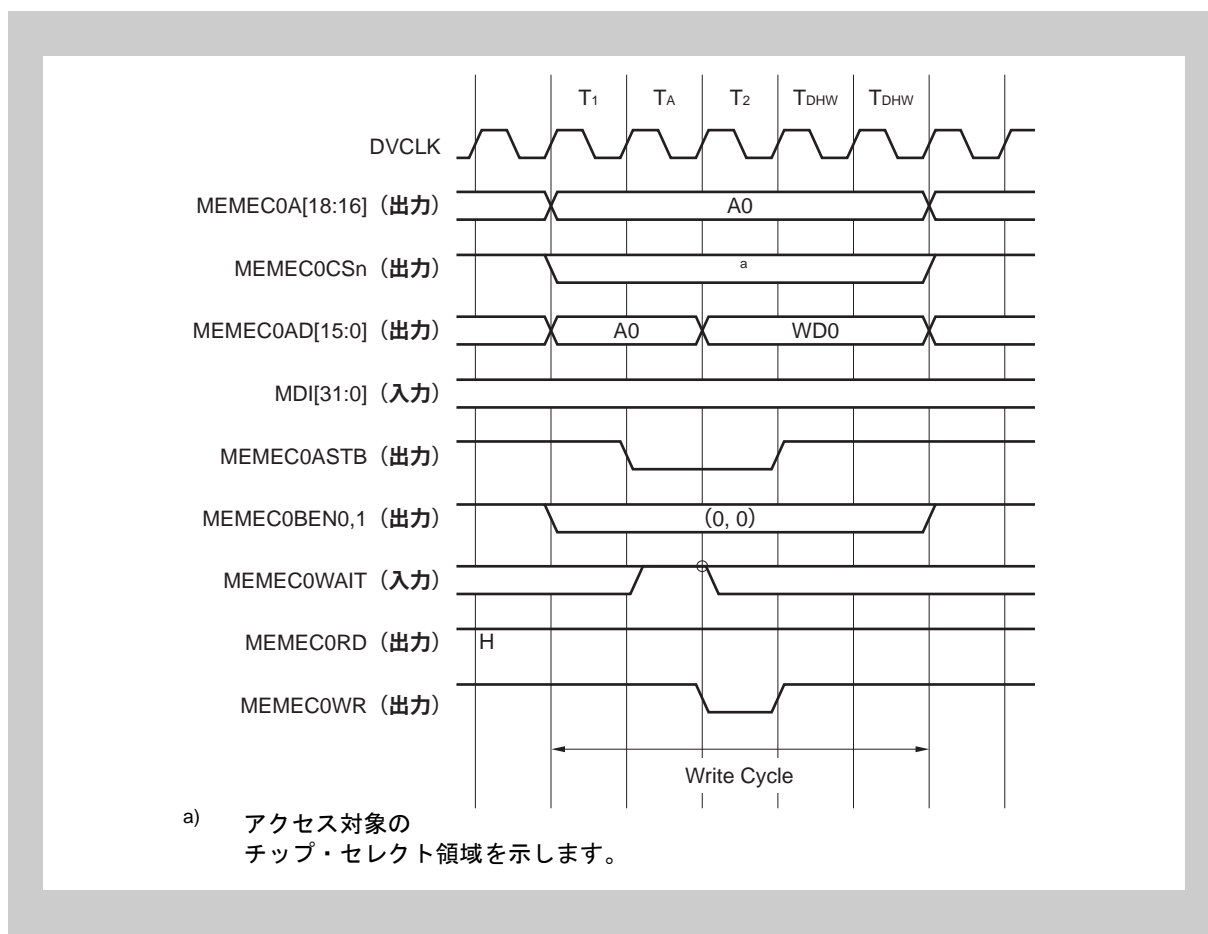 T1 TA T2 TDHW TDHW
DVCLK
MEMEC0A[18:16]（出力） A0
MEMEC0CSn（出力） a
MEMEC0AD[15:0]（出力） A0 WD0
MDI[31:0]（入力）
MEMEC0ASTB（出力）
MEMEC0BEN0,1（出力） (0, 0)
MEMEC0WAIT（入力）
MEMEC0RD（出力） H
MEMEC0WR（出力）
Write Cycle
a) アクセス対象の
チップ・セレクト領域を示します。